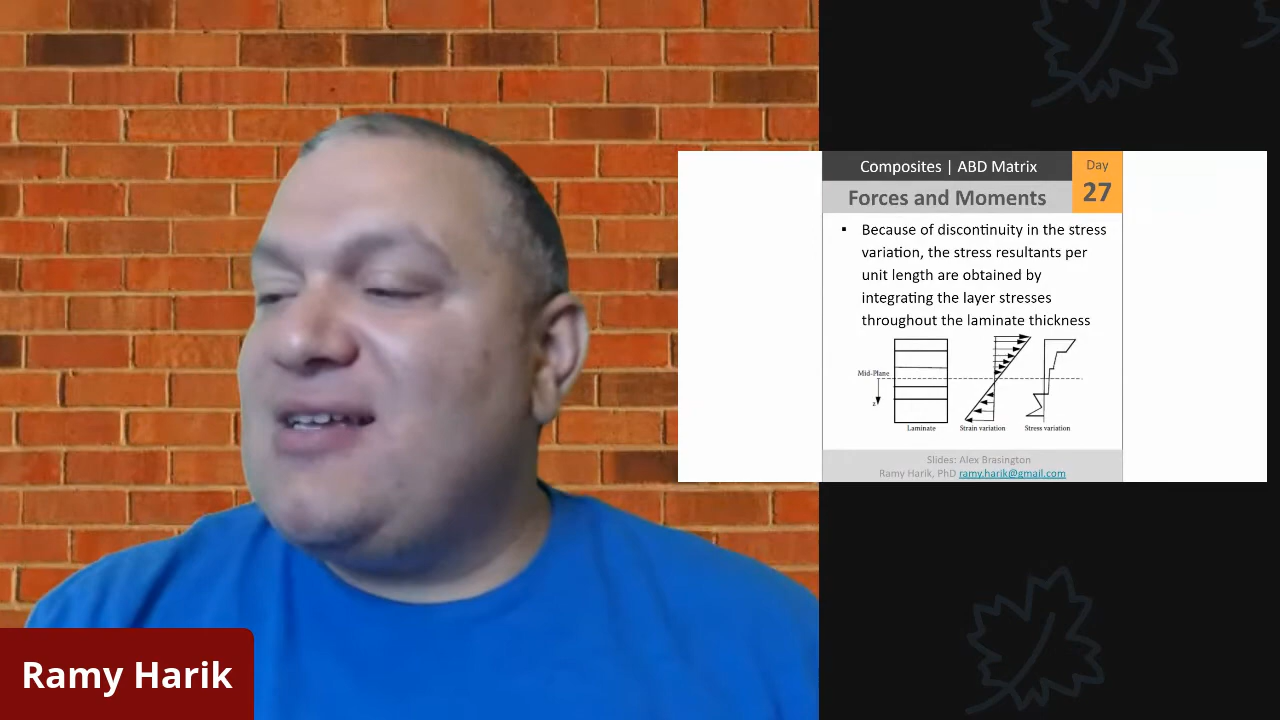 Composites | ABD Matrix
Day
27
Forces and Moments
▪ Because of discontinuity in the stress
variation, the stress resultants per
unit length are obtained by
integrating the layer stresses
throughout the laminate thickness
Mid-Plane
z
Laminate
Strain variation
Stress variation
Slides: Alex Brasington
Ramy Harik, PhD ramy.harik@gmail.com
Ramy Harik